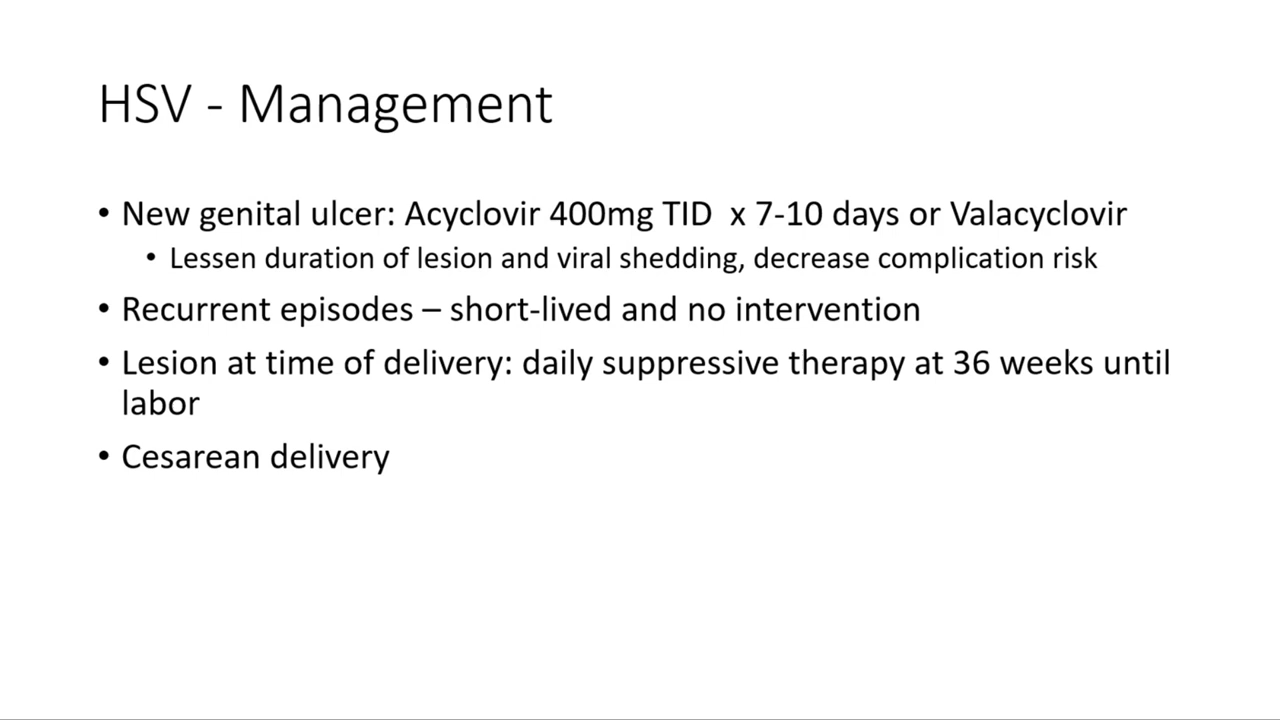 HSV - Management
• New genital ulcer: Acyclovir 400mg TID  x 7-10 days or Valacyclovir
• Lessen duration of lesion and viral shedding, decrease complication risk
• Recurrent episodes – short-lived and no intervention
• Lesion at time of delivery: daily suppressive therapy at 36 weeks until
labor
• Cesarean delivery